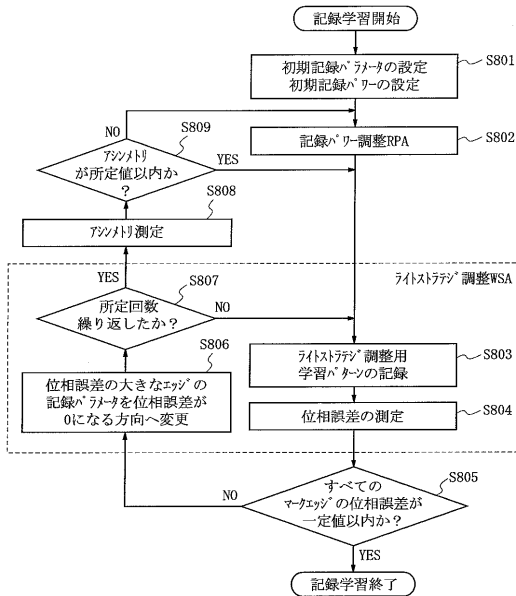 記録学習開始
初期記録パラメータの設定
初期記録パワーの設定
S801
NO
S809
アシンメトリ
が所定値以内か
?
YES
記録パワー調整RPA
S802
S808
アシンメトリ測定
YES
ライトストラテジ調整WSA
S807
所定回数
繰り返したか?
NO
S806
位相誤差の大きなエッジの
記録パラメータを位相誤差が
0になる方向へ変更
ライトストラテジ調整用
学習パターンの記録
S803
位相誤差の測定
S804
S805
すべての
マークエッジの位相誤差が
一定値以内か?
NO
YES
記録学習終了